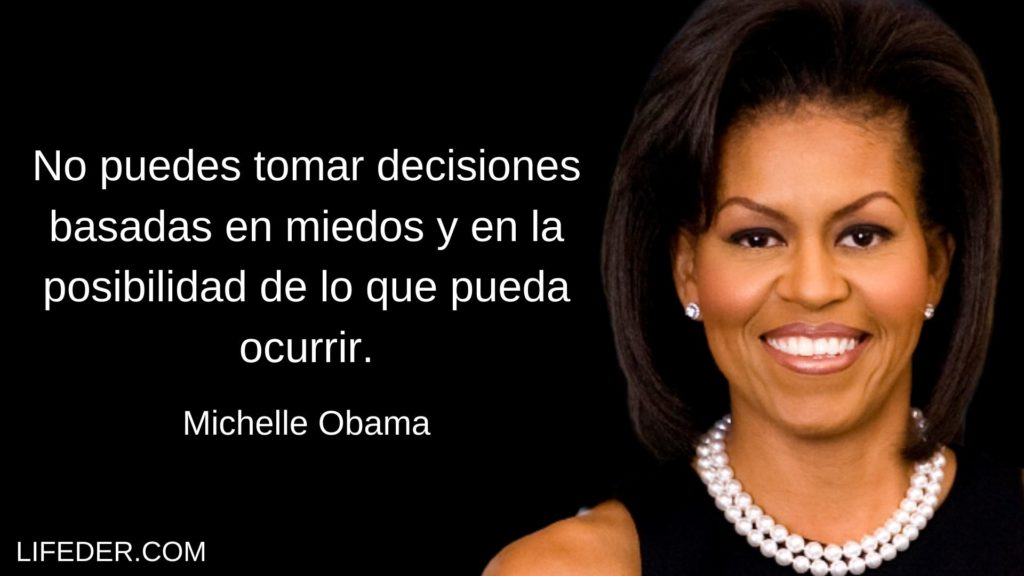 No puedes tomar decisiones
basadas en miedos y en la
posibilidad de lo que pueda
ocurrir.
Michelle Obama
LIFEDER.COM